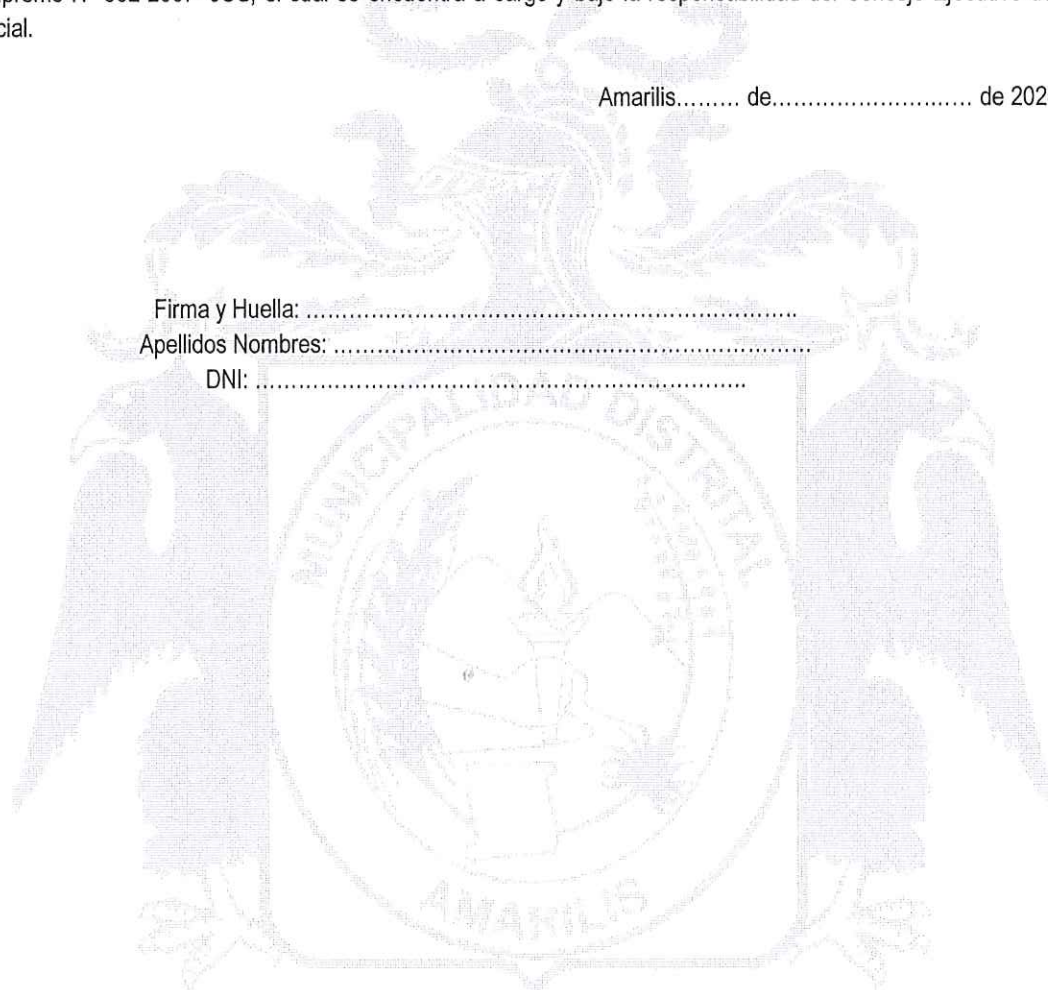 cial.
Amarilis......... de........................... de 202
Firma y Huella: ....................................................................
Apellidos Nombres: ..................................................................
DNI: ....................................................................
MUNICIPALIDAD DISTRITAL
AMARILIS